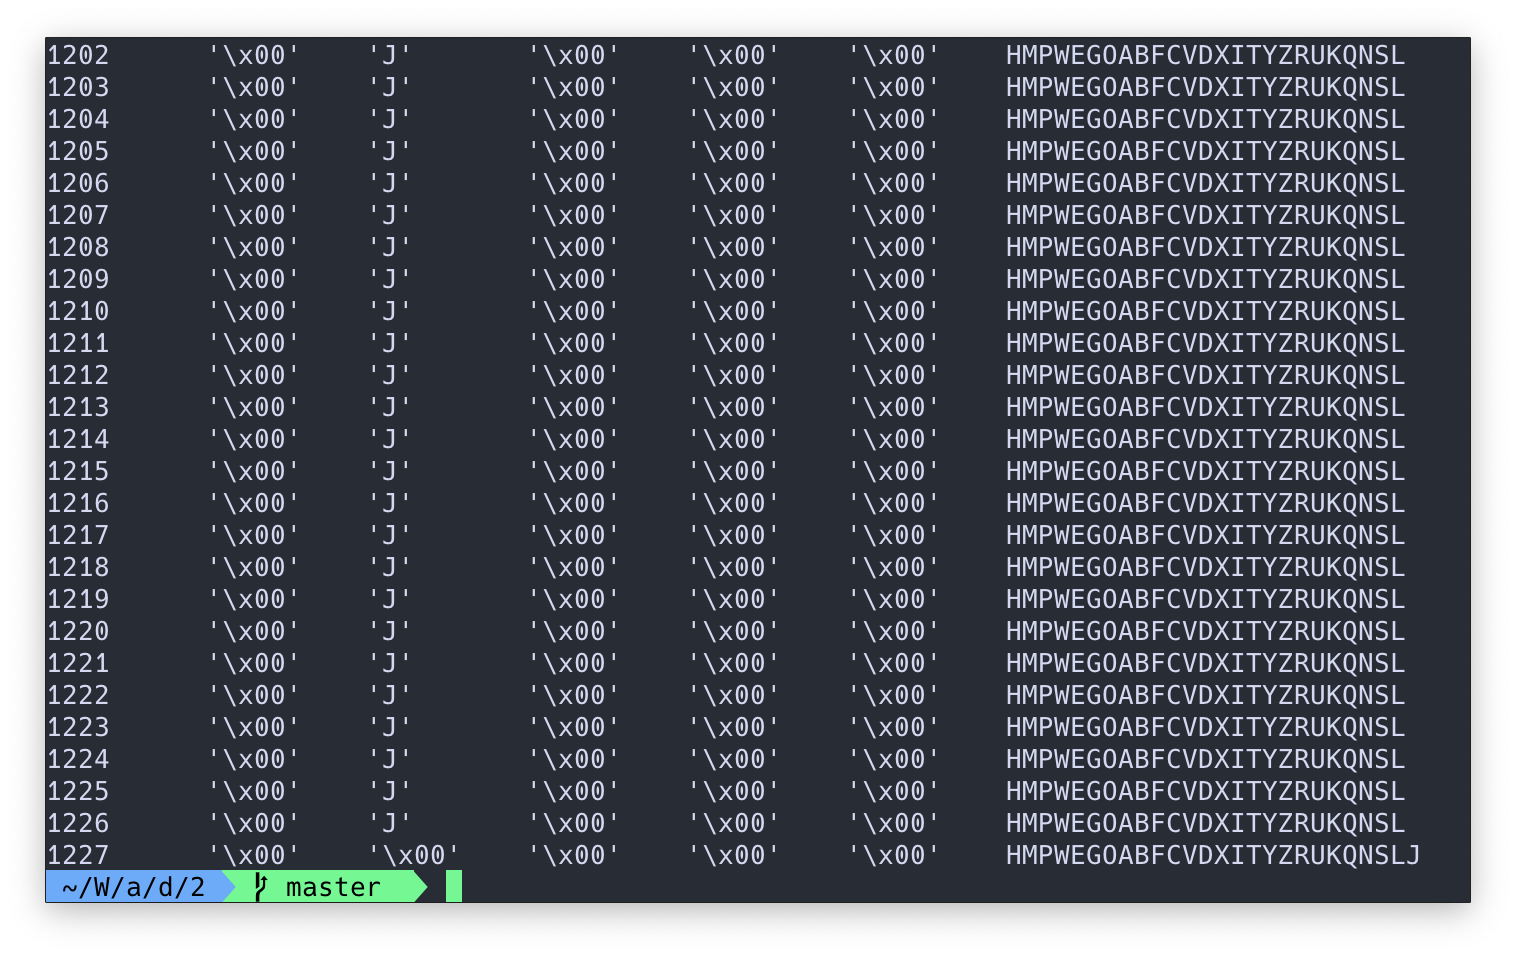 1202 '\x00' 'J' '\x00' '\x00' '\x00' HMPWEGOABFCVDXITYZRUKQNSL
1203 '\x00' 'J' '\x00' '\x00' '\x00' HMPWEGOABFCVDXITYZRUKQNSL
1204 '\x00' 'J' '\x00' '\x00' '\x00' HMPWEGOABFCVDXITYZRUKQNSL
1205 '\x00' 'J' '\x00' '\x00' '\x00' HMPWEGOABFCVDXITYZRUKQNSL
1206 '\x00' 'J' '\x00' '\x00' '\x00' HMPWEGOABFCVDXITYZRUKQNSL
1207 '\x00' 'J' '\x00' '\x00' '\x00' HMPWEGOABFCVDXITYZRUKQNSL
1208 '\x00' 'J' '\x00' '\x00' '\x00' HMPWEGOABFCVDXITYZRUKQNSL
1209 '\x00' 'J' '\x00' '\x00' '\x00' HMPWEGOABFCVDXITYZRUKQNSL
1210 '\x00' 'J' '\x00' '\x00' '\x00' HMPWEGOABFCVDXITYZRUKQNSL
1211 '\x00' 'J' '\x00' '\x00' '\x00' HMPWEGOABFCVDXITYZRUKQNSL
1212 '\x00' 'J' '\x00' '\x00' '\x00' HMPWEGOABFCVDXITYZRUKQNSL
1213 '\x00' 'J' '\x00' '\x00' '\x00' HMPWEGOABFCVDXITYZRUKQNSL
1214 '\x00' 'J' '\x00' '\x00' '\x00' HMPWEGOABFCVDXITYZRUKQNSL
1215 '\x00' 'J' '\x00' '\x00' '\x00' HMPWEGOABFCVDXITYZRUKQNSL
1216 '\x00' 'J' '\x00' '\x00' '\x00' HMPWEGOABFCVDXITYZRUKQNSL
1217 '\x00' 'J' '\x00' '\x00' '\x00' HMPWEGOABFCVDXITYZRUKQNSL
1218 '\x00' 'J' '\x00' '\x00' '\x00' HMPWEGOABFCVDXITYZRUKQNSL
1219 '\x00' 'J' '\x00' '\x00' '\x00' HMPWEGOABFCVDXITYZRUKQNSL
1220 '\x00' 'J' '\x00' '\x00' '\x00' HMPWEGOABFCVDXITYZRUKQNSL
1221 '\x00' 'J' '\x00' '\x00' '\x00' HMPWEGOABFCVDXITYZRUKQNSL
1222 '\x00' 'J' '\x00' '\x00' '\x00' HMPWEGOABFCVDXITYZRUKQNSL
1223 '\x00' 'J' '\x00' '\x00' '\x00' HMPWEGOABFCVDXITYZRUKQNSL
1224 '\x00' 'J' '\x00' '\x00' '\x00' HMPWEGOABFCVDXITYZRUKQNSL
1225 '\x00' 'J' '\x00' '\x00' '\x00' HMPWEGOABFCVDXITYZRUKQNSL
1226 '\x00' 'J' '\x00' '\x00' '\x00' HMPWEGOABFCVDXITYZRUKQNSL
1227 '\x00' '\x00' '\x00' '\x00' '\x00' HMPWEGOABFCVDXITYZRUKQNSLJ
~/W/a/d/2 master